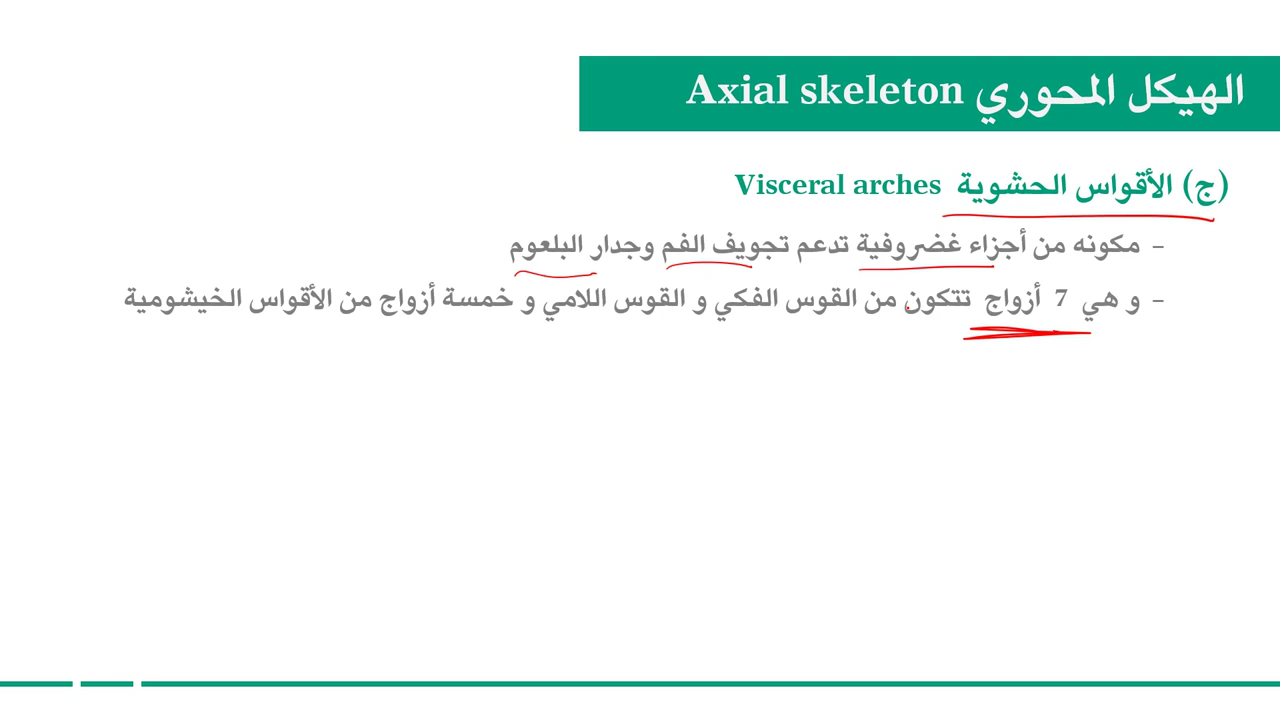 الهيكل المحوري Axial skeleton
(ج) الأقواس الحشوية Visceral arches
– مكونه من أجزاء غضروفية تدعم تجويف الفم وجدار البلعوم
– و هي 7 أزواج تتكون من القوس الفكي و القوس اللامي و خمسة أزواج من الأقواس الخيشومية